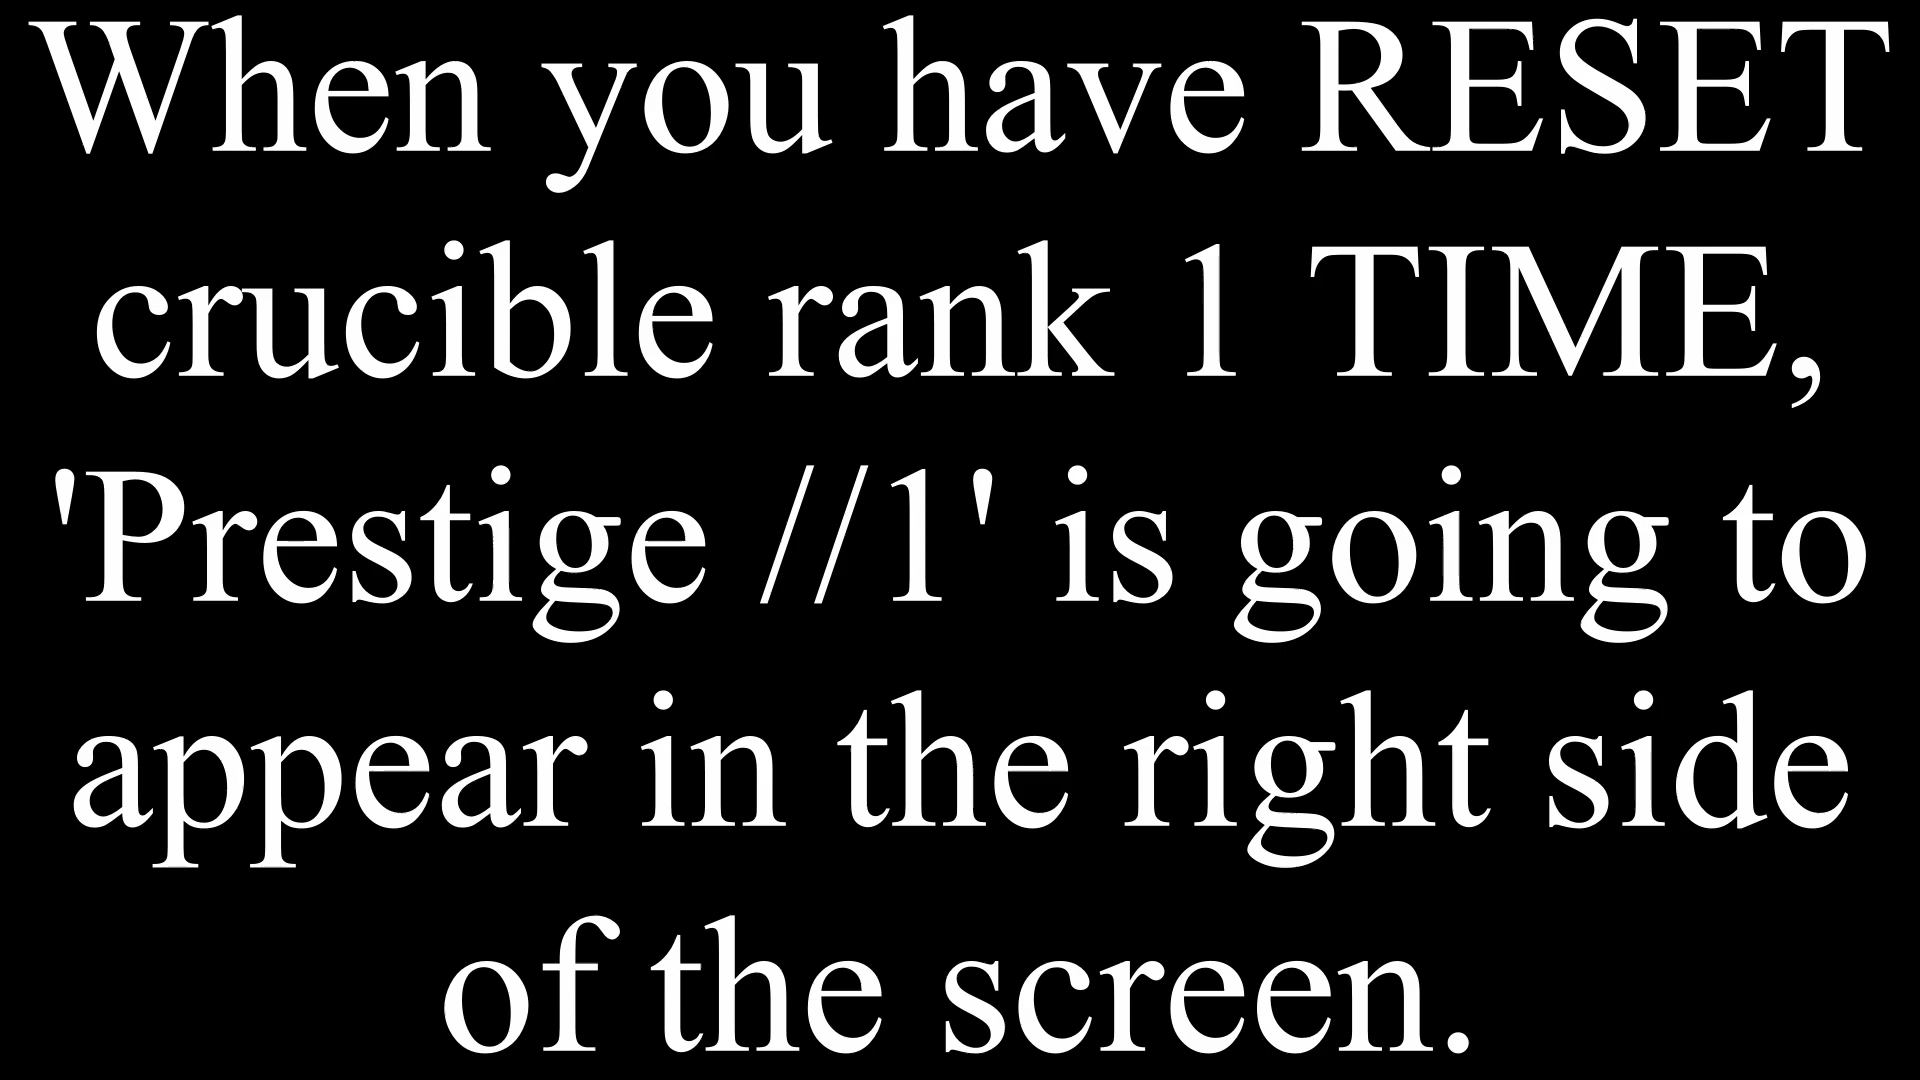 When you have RESET
crucible rank 1 TIME,
'Prestige //1' is going to
appear in the right side
of the screen.